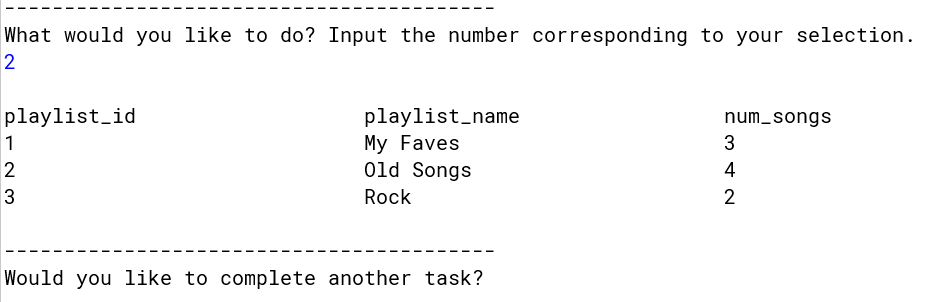 -----------------------------------------
What would you like to do? Input the number corresponding to your selection.
2
playlist_id                   playlist_name                 num_songs
1                             My Faves                      3
2                             Old Songs                     4
3                             Rock                          2
-----------------------------------------
Would you like to complete another task?